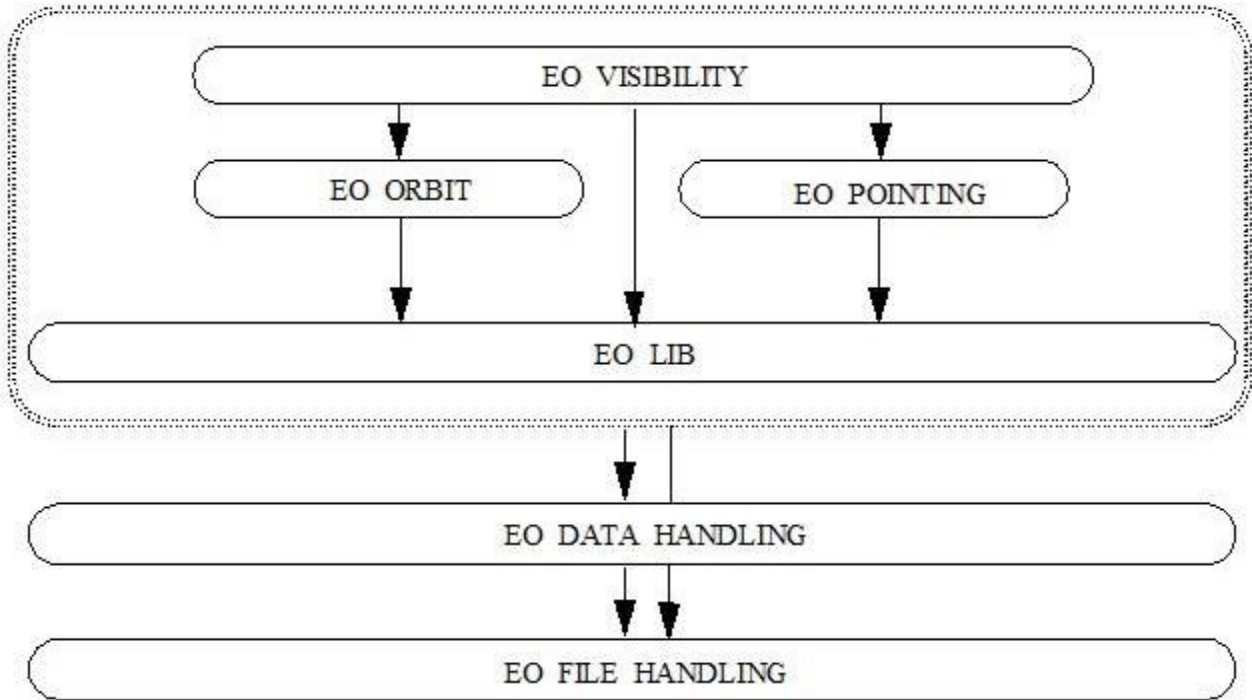 EO VISIBILITY
EO ORBIT
EO POINTING
EO LIB
EO DATA HANDLING
EO FILE HANDLING